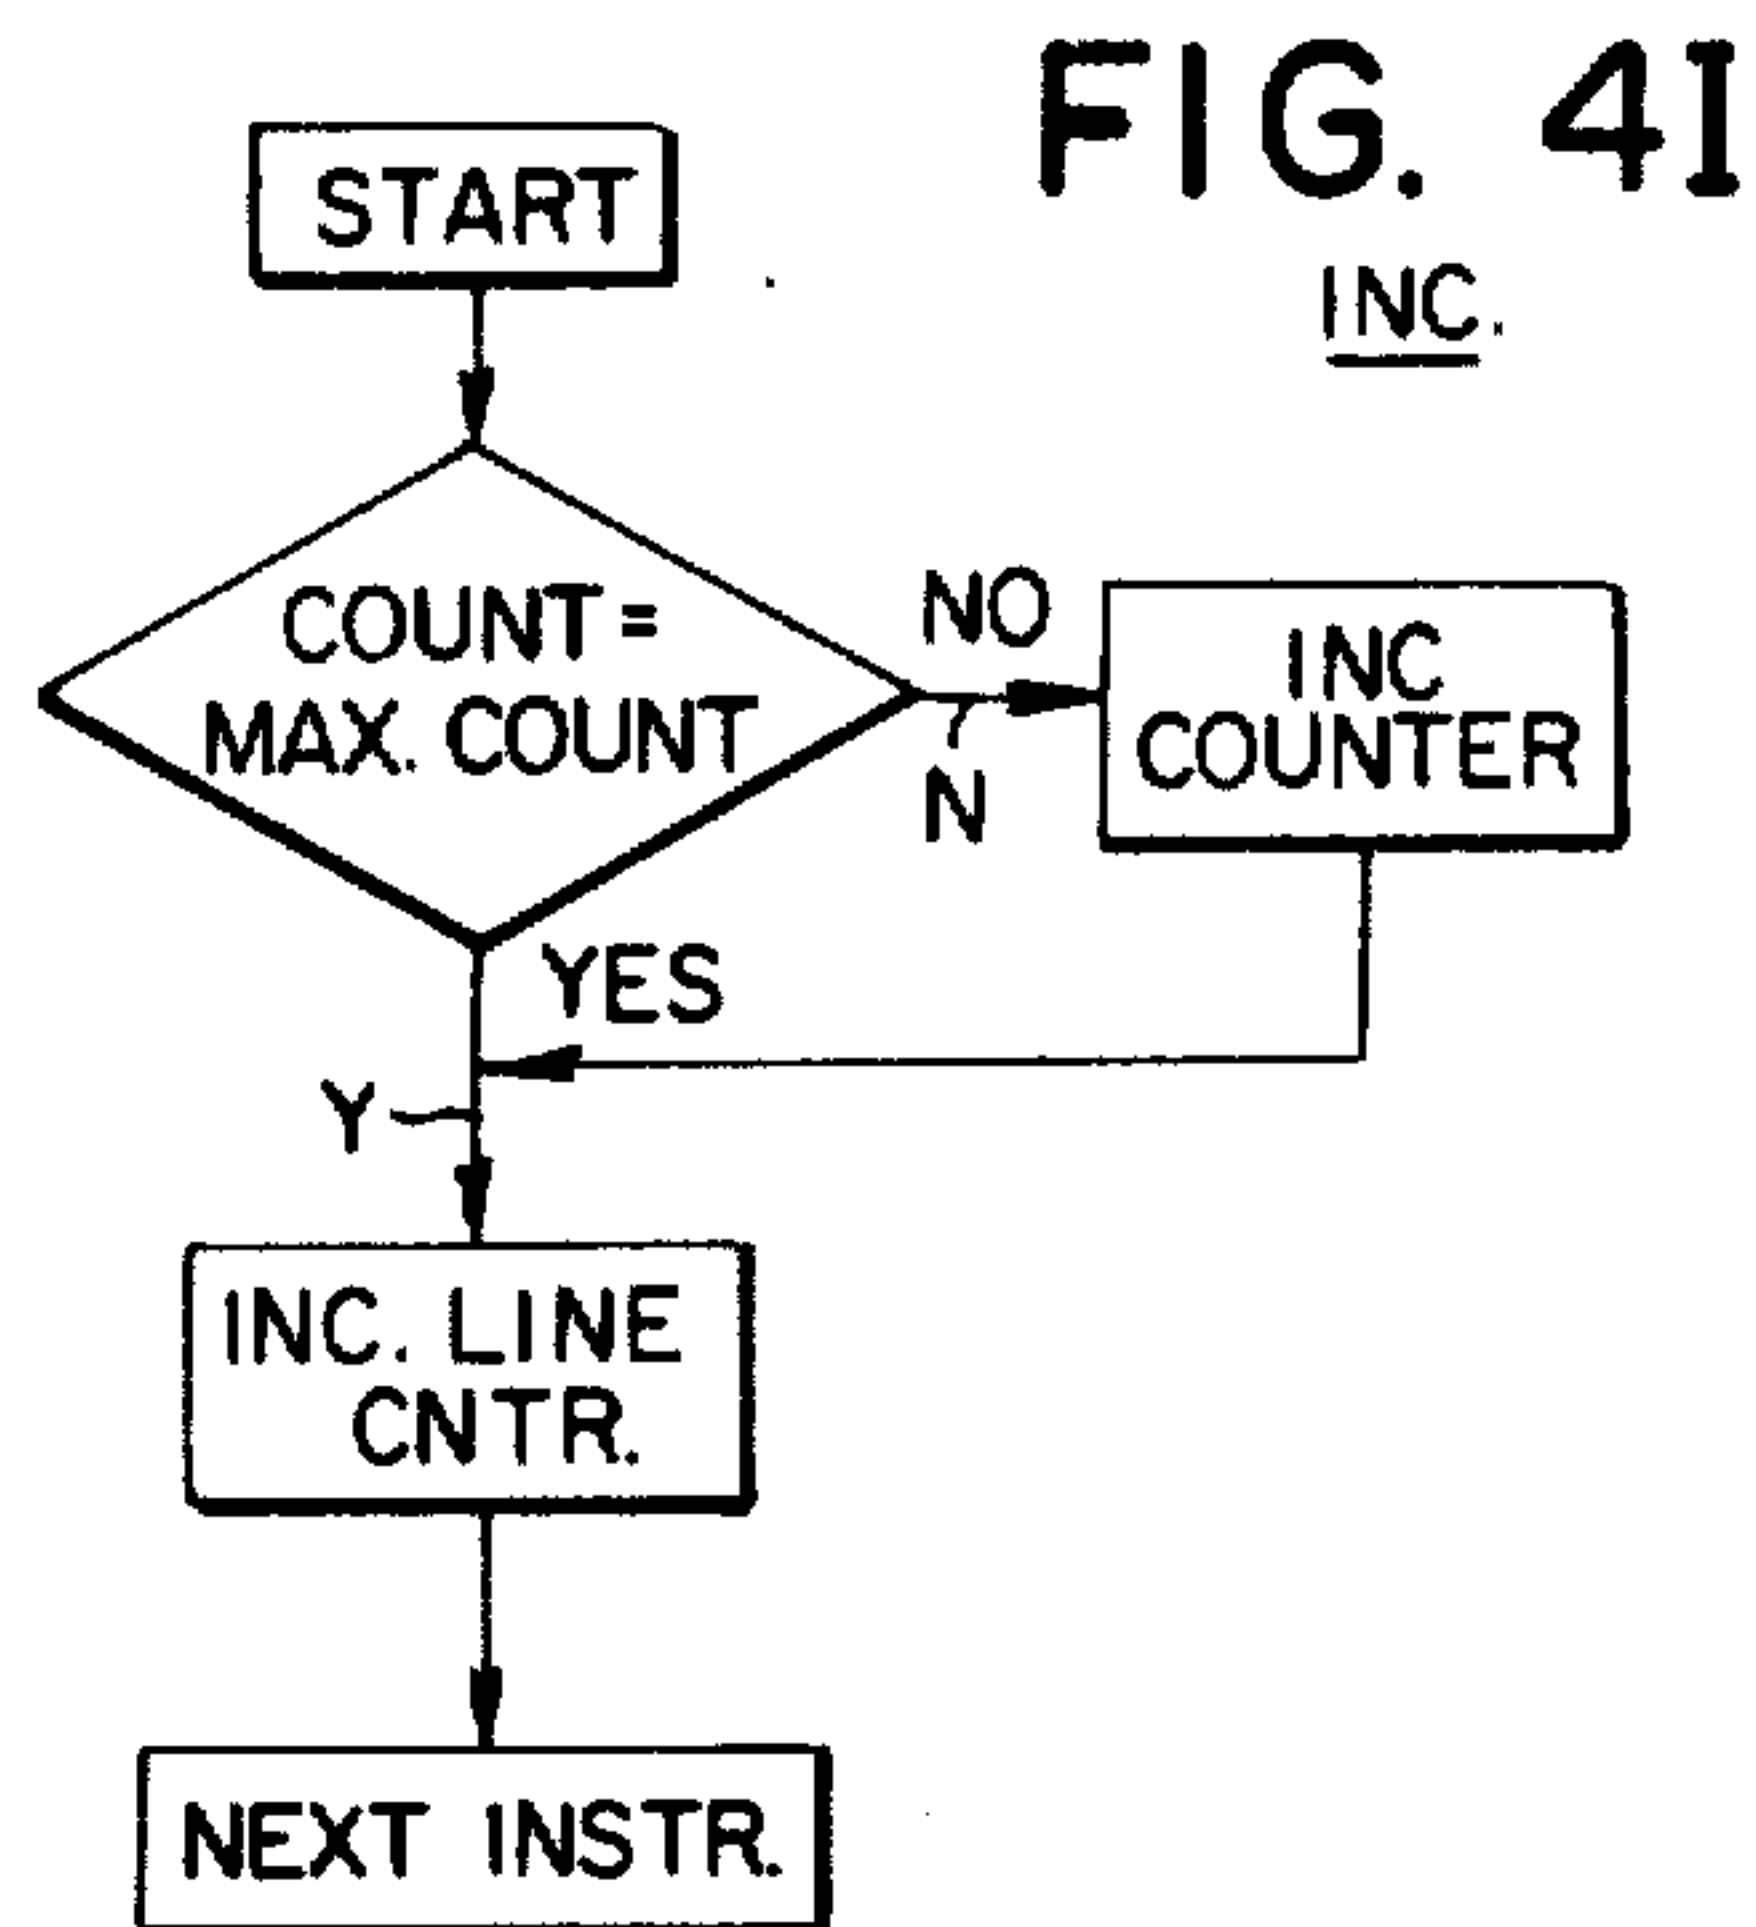 FIG. 4I
INC.
START
COUNT=
MAX. COUNT
NO
N
INC
COUNTER
YES
Y
INC. LINE
CNTR.
NEXT INSTR.